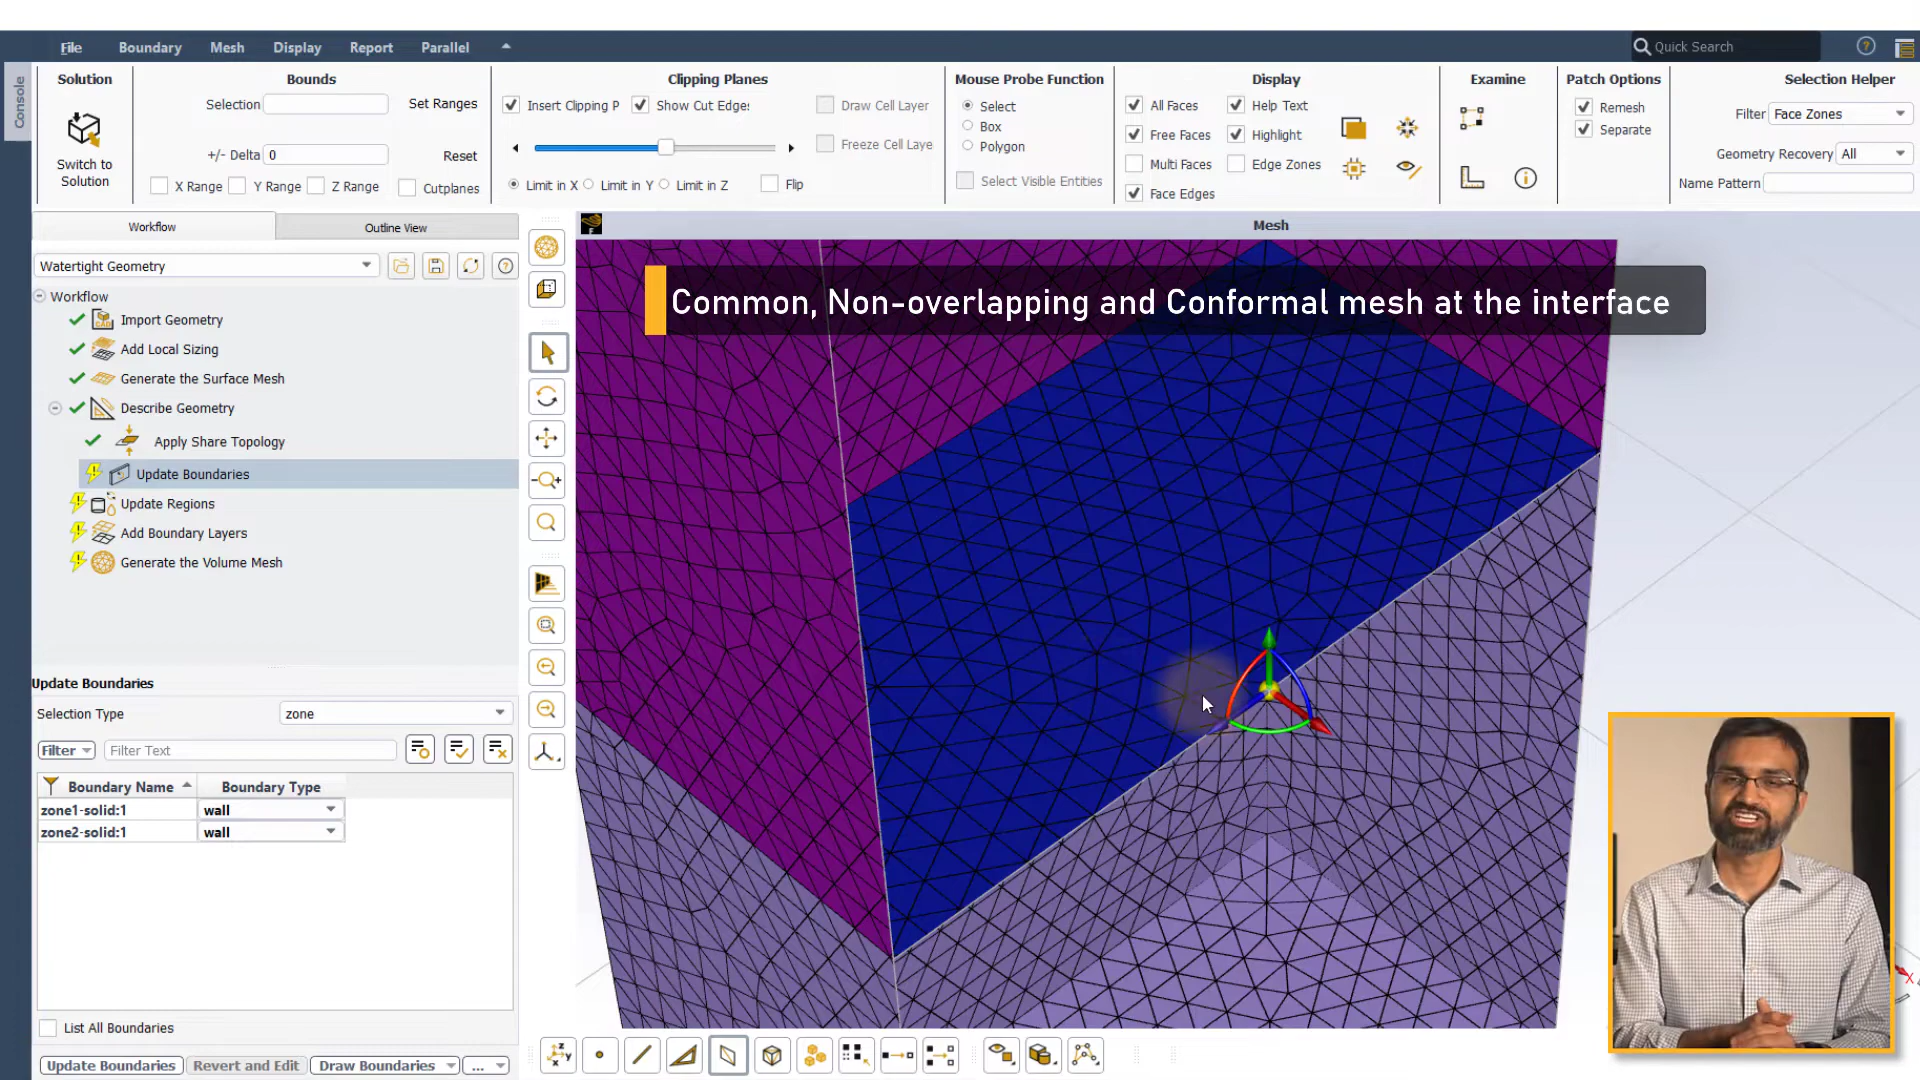 File Boundary Mesh Display Report Parallel Quick Search
Console
Solution
Switch to
Solution
Bounds
Selection Set Ranges
+/- Delta 0 Reset
X Range Y Range Z Range Cutplanes
Clipping Planes
Insert Clipping P Show Cut Edges Draw Cell Layer
Freeze Cell Laye
Limit in X Limit in Y Limit in Z Flip
Mouse Probe Function
Select
Box
Polygon
Select Visible Entities
Display
All Faces Help Text
Free Faces Highlight
Multi Faces Edge Zones
Face Edges
Examine
Patch Options
Remesh
Separate
Selection Helper
Filter Face Zones
Geometry Recovery All
Name Pattern
Workflow Outline View
Watertight Geometry
Workflow
Import Geometry
Add Local Sizing
Generate the Surface Mesh
Describe Geometry
Apply Share Topology
Update Boundaries
Update Regions
Add Boundary Layers
Generate the Volume Mesh
Update Boundaries
Selection Type zone
Filter Filter Text
Boundary Name Boundary Type
zone1-solid:1 wall
zone2-solid:1 wall
List All Boundaries
Update Boundaries Revert and Edit Draw Boundaries ...
Mesh
Common, Non-overlapping and Conformal mesh at the interface
X